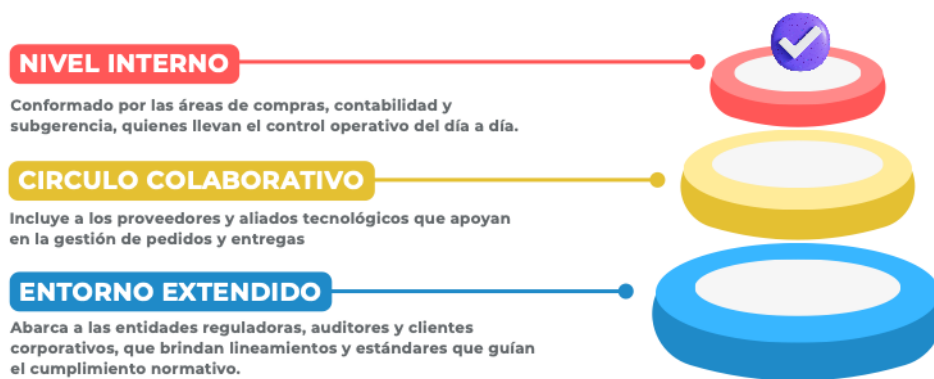 NIVEL INTERNO
Conformado por las áreas de compras, contabilidad y
subgerencia, quienes llevan el control operativo del día a día.
CIRCULO COLABORATIVO
Incluye a los proveedores y aliados tecnológicos que apoyan
en la gestión de pedidos y entregas
ENTORNO EXTENDIDO
Abarca a las entidades reguladoras, auditores y clientes
corporativos, que brindan lineamientos y estándares que guían
el cumplimiento normativo.